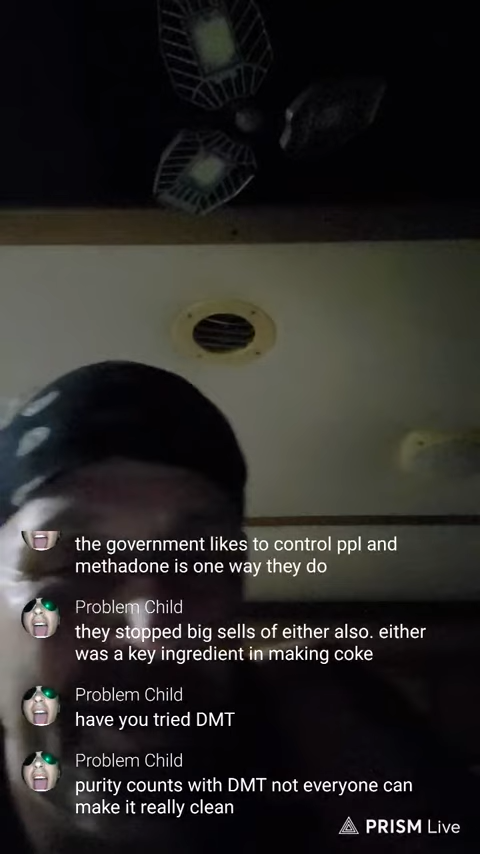 the government likes to control ppl and
methadone is one way they do
Problem Child
they stopped big sells of either also. either
was a key ingredient in making coke
Problem Child
have you tried DMT
Problem Child
purity counts with DMT not everyone can
make it really clean
PRISM Live